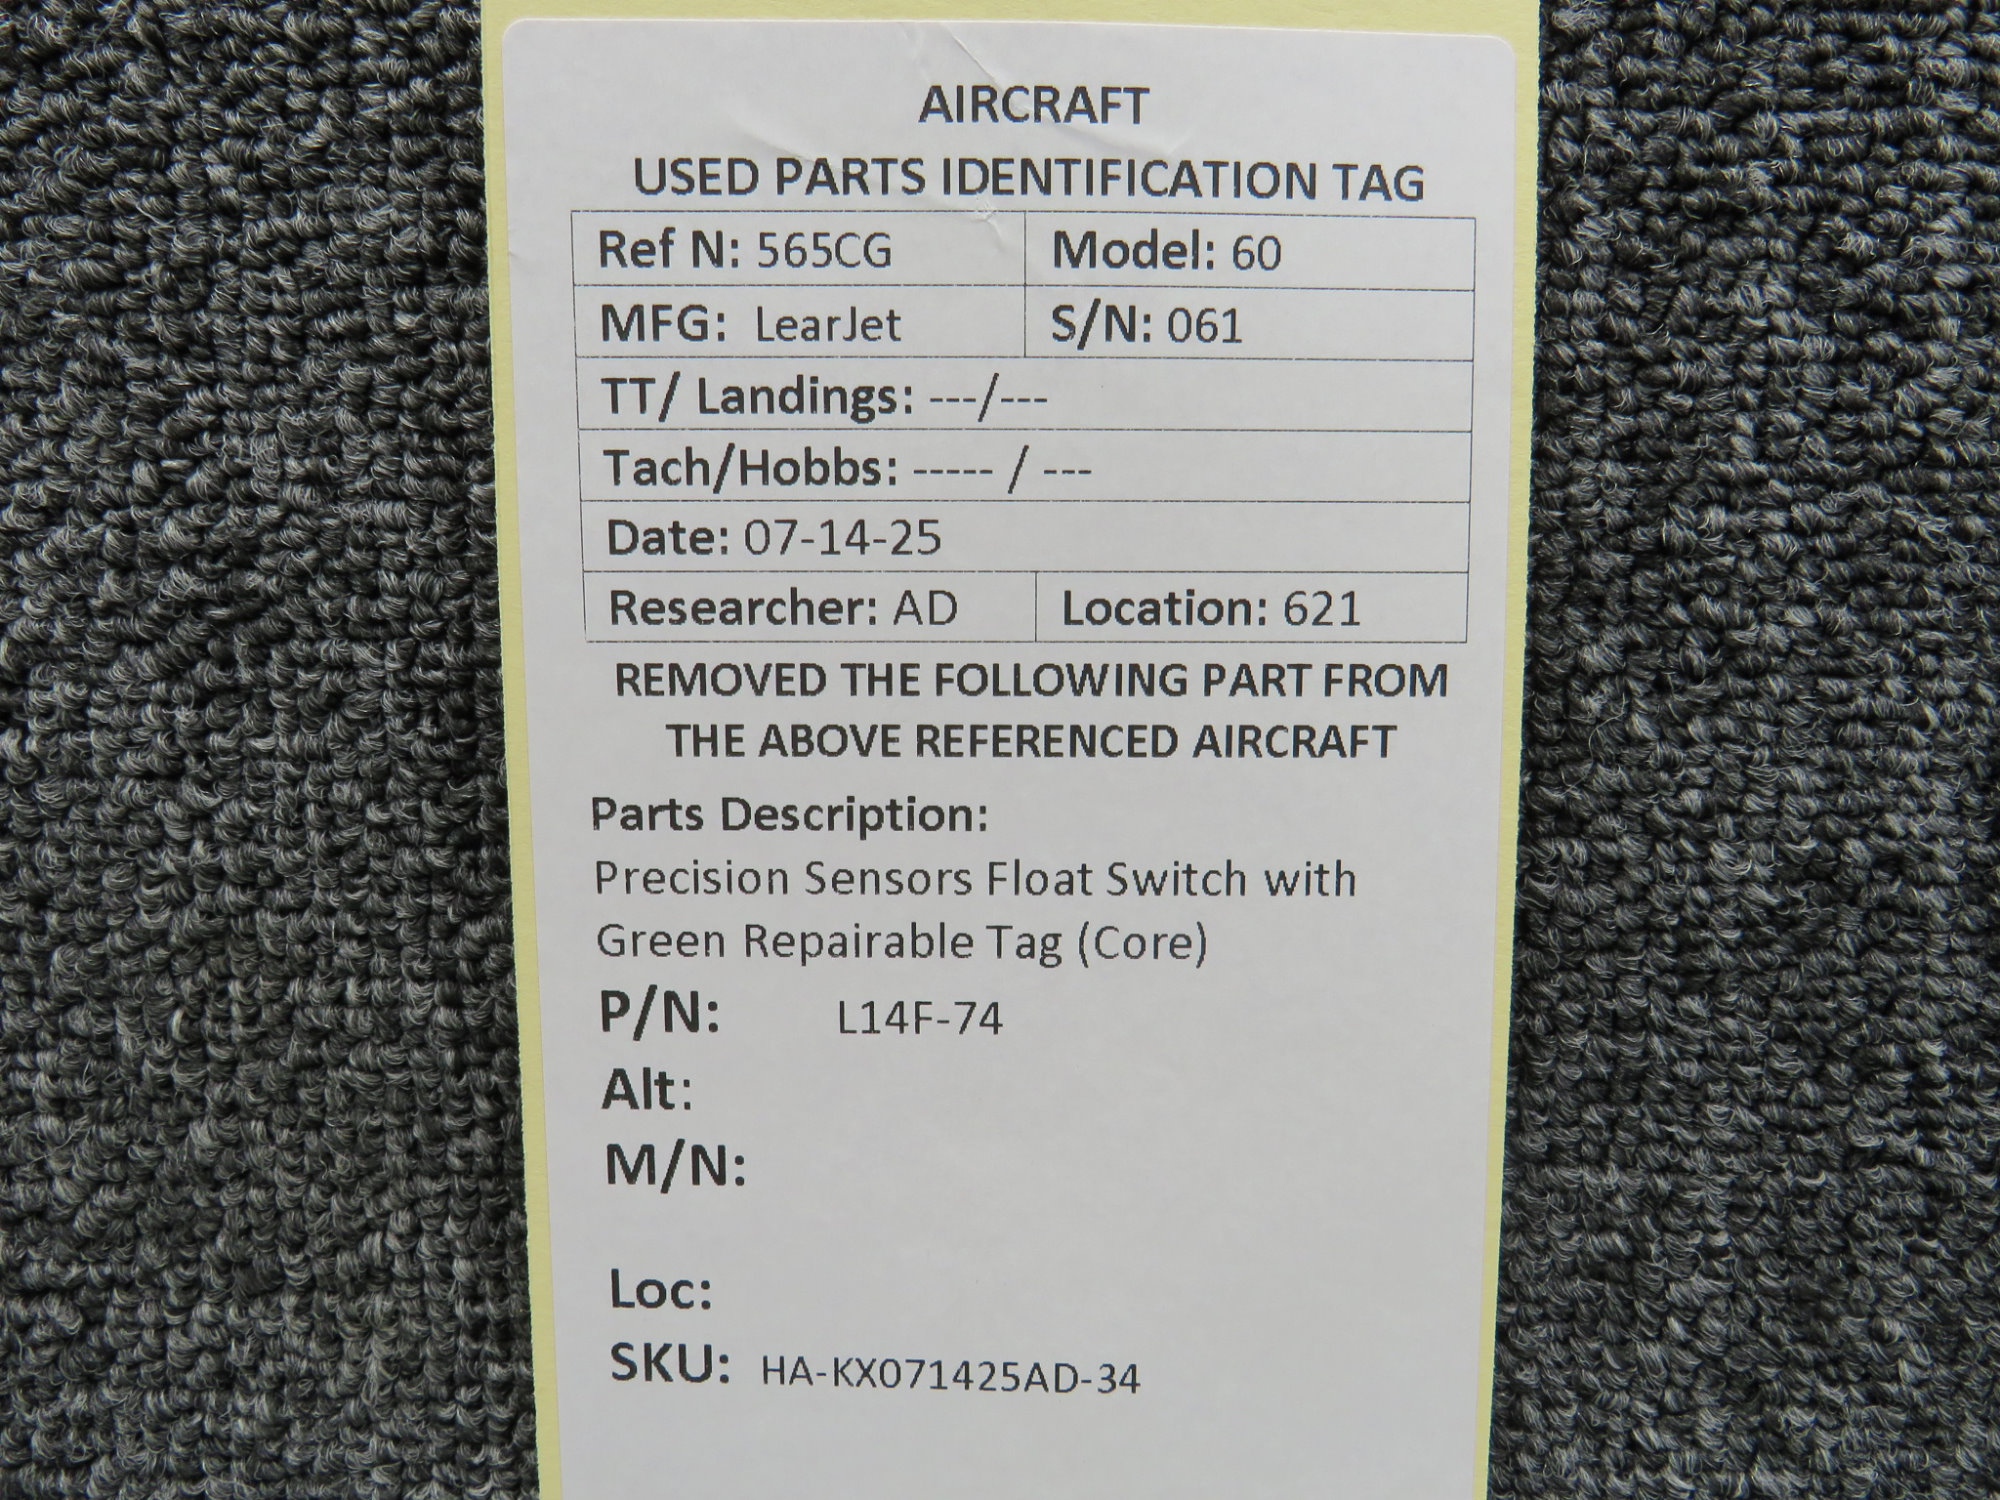 AIRCRAFT
USED PARTS IDENTIFICATION TAG
Ref N: 565CG Model: 60
MFG: LearJet S/N: 061
TT/ Landings: ---/---
Tach/Hobbs: ----- / ---
Date: 07-14-25
Researcher: AD Location: 621
REMOVED THE FOLLOWING PART FROM
THE ABOVE REFERENCED AIRCRAFT
Parts Description:
Precision Sensors Float Switch with
Green Repairable Tag (Core)
P/N: L14F-74
Alt:
M/N:
Loc:
SKU: HA-KX071425AD-34